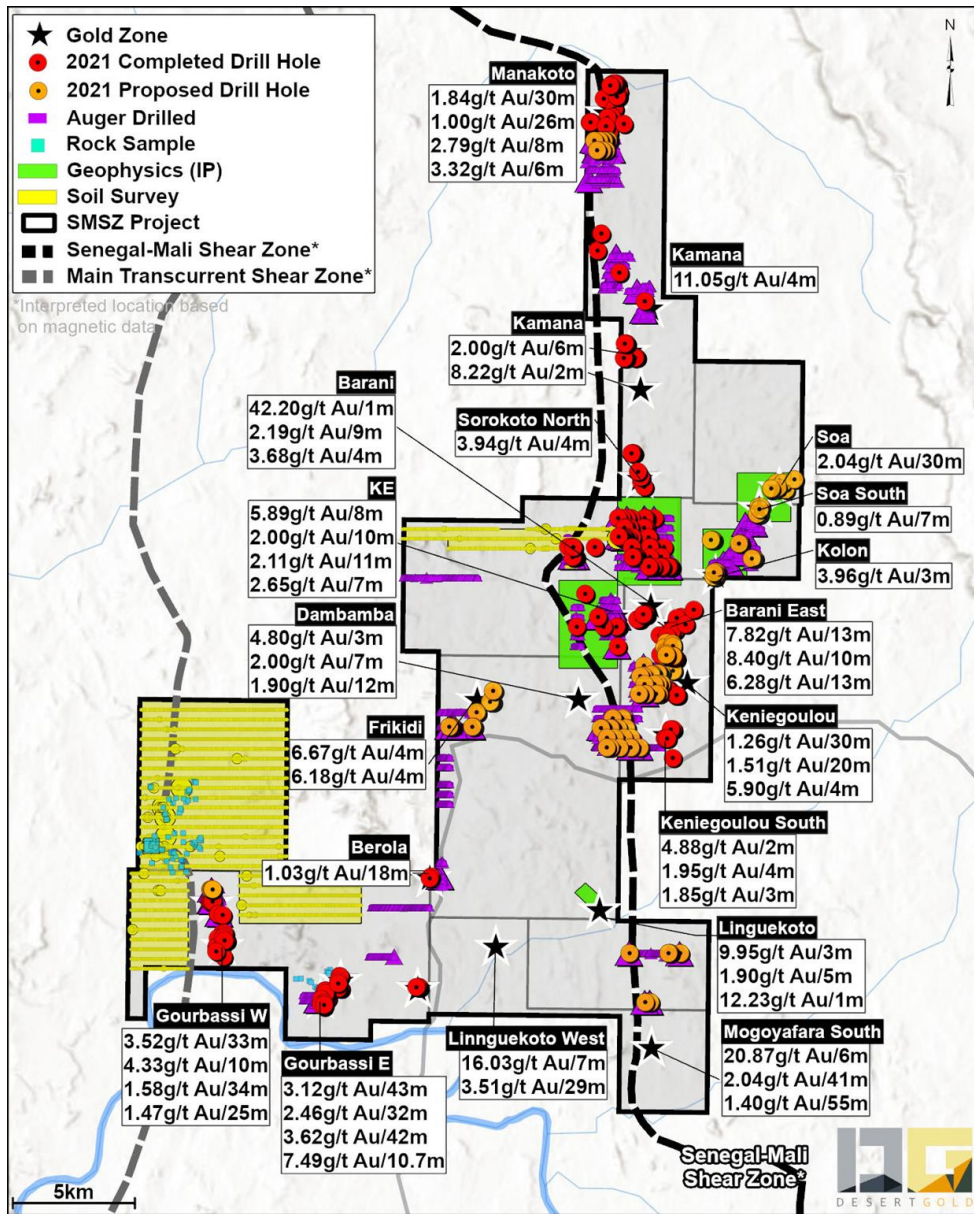 Gold Zone
2021 Completed Drill Hole
2021 Proposed Drill Hole
Auger Drilled
Rock Sample
Geophysics (IP)
Soil Survey
SMSZ Project
Senegal-Mali Shear Zone*
Main Transcurrent Shear Zone*
*Interpreted location based
on magnetic data
N
Manakoto
1.84g/t Au/30m
1.00g/t Au/26m
2.79g/t Au/8m
3.32g/t Au/6m
Kamana
11.05g/t Au/4m
Kamana
2.00g/t Au/6m
8.22g/t Au/2m
Barani
42.20g/t Au/1m
2.19g/t Au/9m
3.68g/t Au/4m
Sorokoto North
3.94g/t Au/4m
Soa
2.04g/t Au/30m
Soa South
0.89g/t Au/7m
Kolon
3.96g/t Au/3m
KE
5.89g/t Au/8m
2.00g/t Au/10m
2.11g/t Au/11m
2.65g/t Au/7m
Dambamba
4.80g/t Au/3m
2.00g/t Au/7m
1.90g/t Au/12m
Barani East
7.82g/t Au/13m
8.40g/t Au/10m
6.28g/t Au/13m
Frikidi
6.67g/t Au/4m
6.18g/t Au/4m
Keniegoulou
1.26g/t Au/30m
1.51g/t Au/20m
5.90g/t Au/4m
Keniegoulou South
4.88g/t Au/2m
1.95g/t Au/4m
1.85g/t Au/3m
Berola
1.03g/t Au/18m
Linguekoto
9.95g/t Au/3m
1.90g/t Au/5m
12.23g/t Au/1m
Gourbassi W
3.52g/t Au/33m
4.33g/t Au/10m
1.58g/t Au/34m
1.47g/t Au/25m
Gourbassi E
3.12g/t Au/43m
2.46g/t Au/32m
3.62g/t Au/42m
7.49g/t Au/10.7m
Linnguekoto West
16.03g/t Au/7m
3.51g/t Au/29m
Mogoyafara South
20.87g/t Au/6m
2.04g/t Au/41m
1.40g/t Au/55m
Senegal-Mali
Shear Zone*
5km
DG
DESERTGOLD